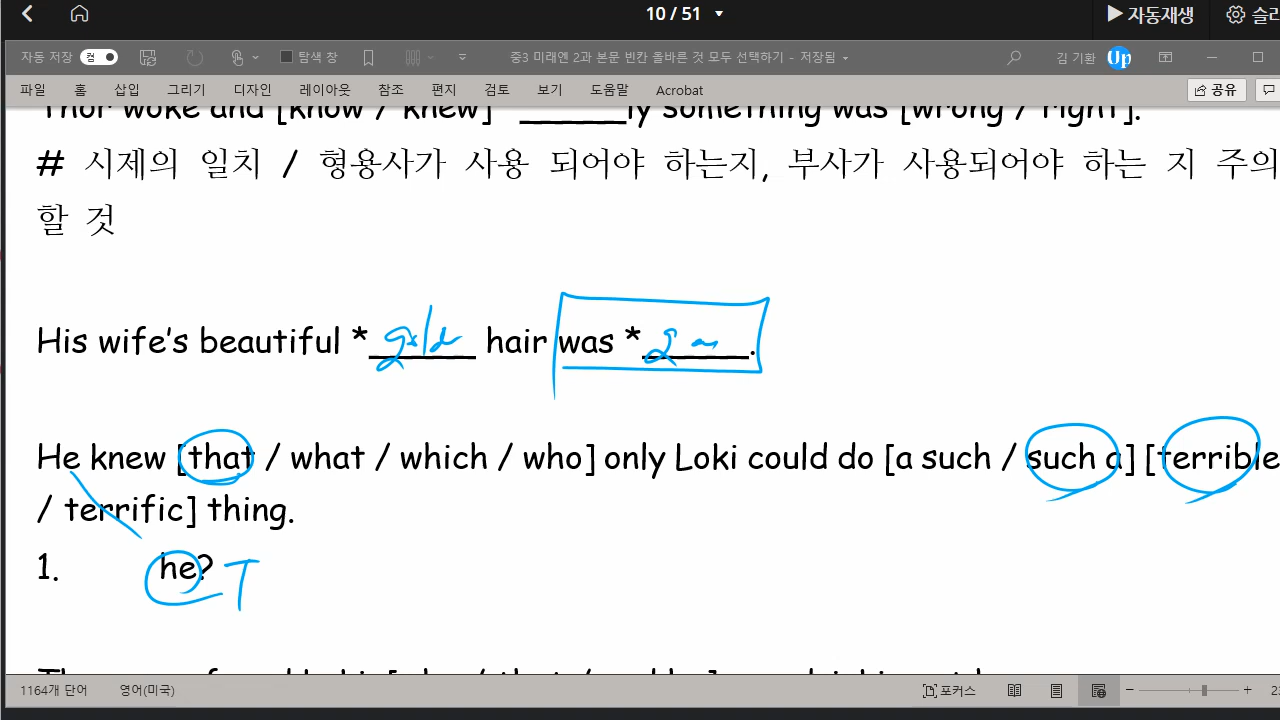 10 / 51
자동재생
슬라
자동 저장 컴 탐색 창 중3 미래엔 2과 본문 빈칸 올바른 것 모두 선택하기 - 저장됨 김 기환 Up
파일 홈 삽입 그리기 디자인 레이아웃 참조 편지 검토 보기 도움말 Acrobat 공유
Thor woke and [know / knew] ______ly something was [wrong / right].
# 시제의 일치 / 형용사가 사용 되어야 하는지, 부사가 사용되어야 하는 지 주의
할 것
His wife's beautiful *______ hair was *______.
He knew [that / what / which / who] only Loki could do [a such / such a] [terrible
/ terrific] thing.
1. he? T
1164개 단어 영어(미국) 포커스